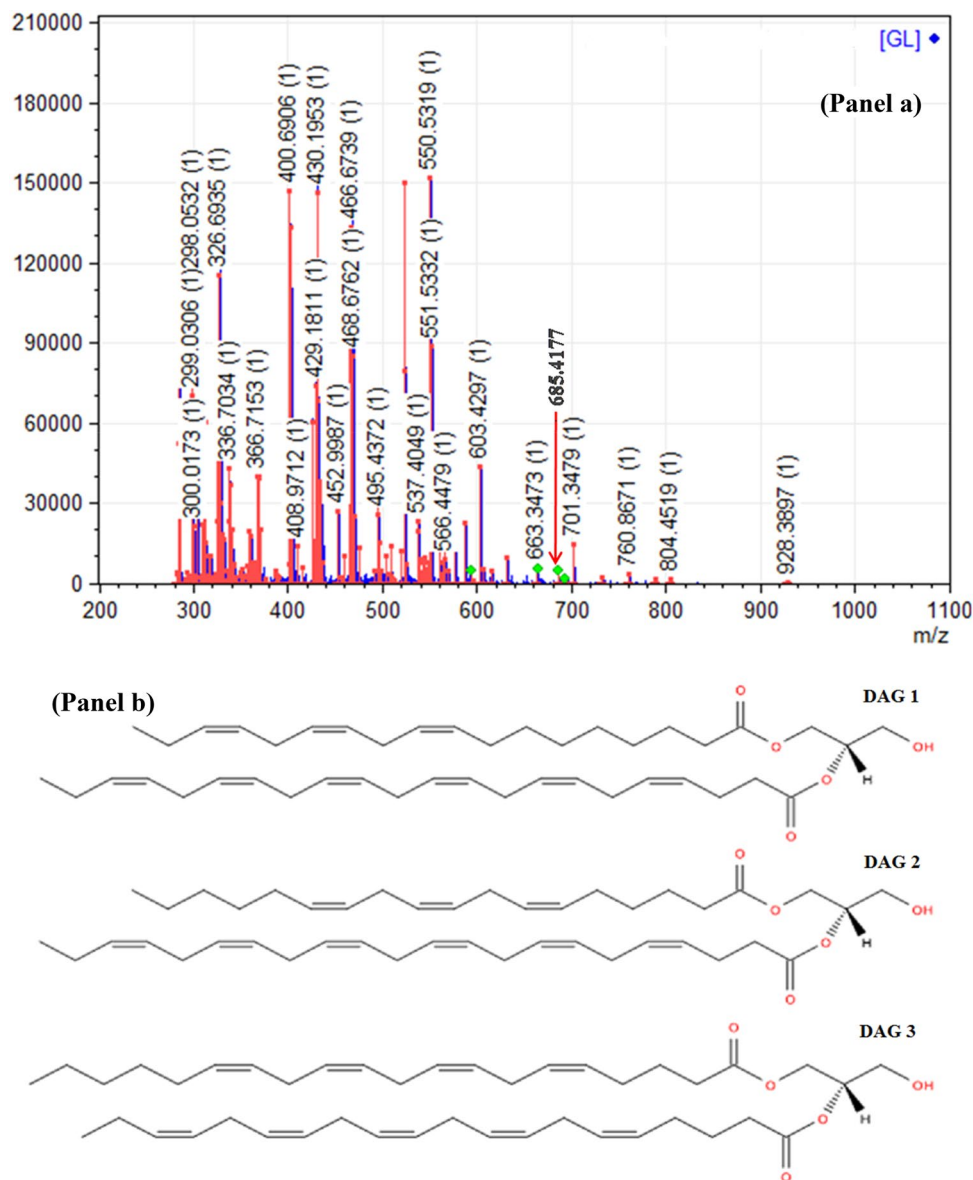 210000
[GL]
(Panel a)
180000
150000
120000
90000
60000
30000
0
298.0532 (1)
299.0306 (1)
300.0173 (1)
326.6935 (1)
336.7034 (1)
366.7153 (1)
400.6906 (1)
408.9712 (1)
429.1811 (1)
430.1953 (1)
452.9987 (1)
466.6739 (1)
468.6762 (1)
495.4372 (1)
537.4049 (1)
550.5319 (1)
551.5332 (1)
566.4479 (1)
603.4297 (1)
663.3473 (1)
685.4177
701.3479 (1)
760.8671 (1)
804.4519 (1)
928.3897 (1)
200 300 400 500 600 700 800 900 1000 1100
m/z
(Panel b)
DAG 1
O
O
OH
O
H
O
DAG 2
O
O
OH
O
H
O
DAG 3
O
O
OH
O
H
O